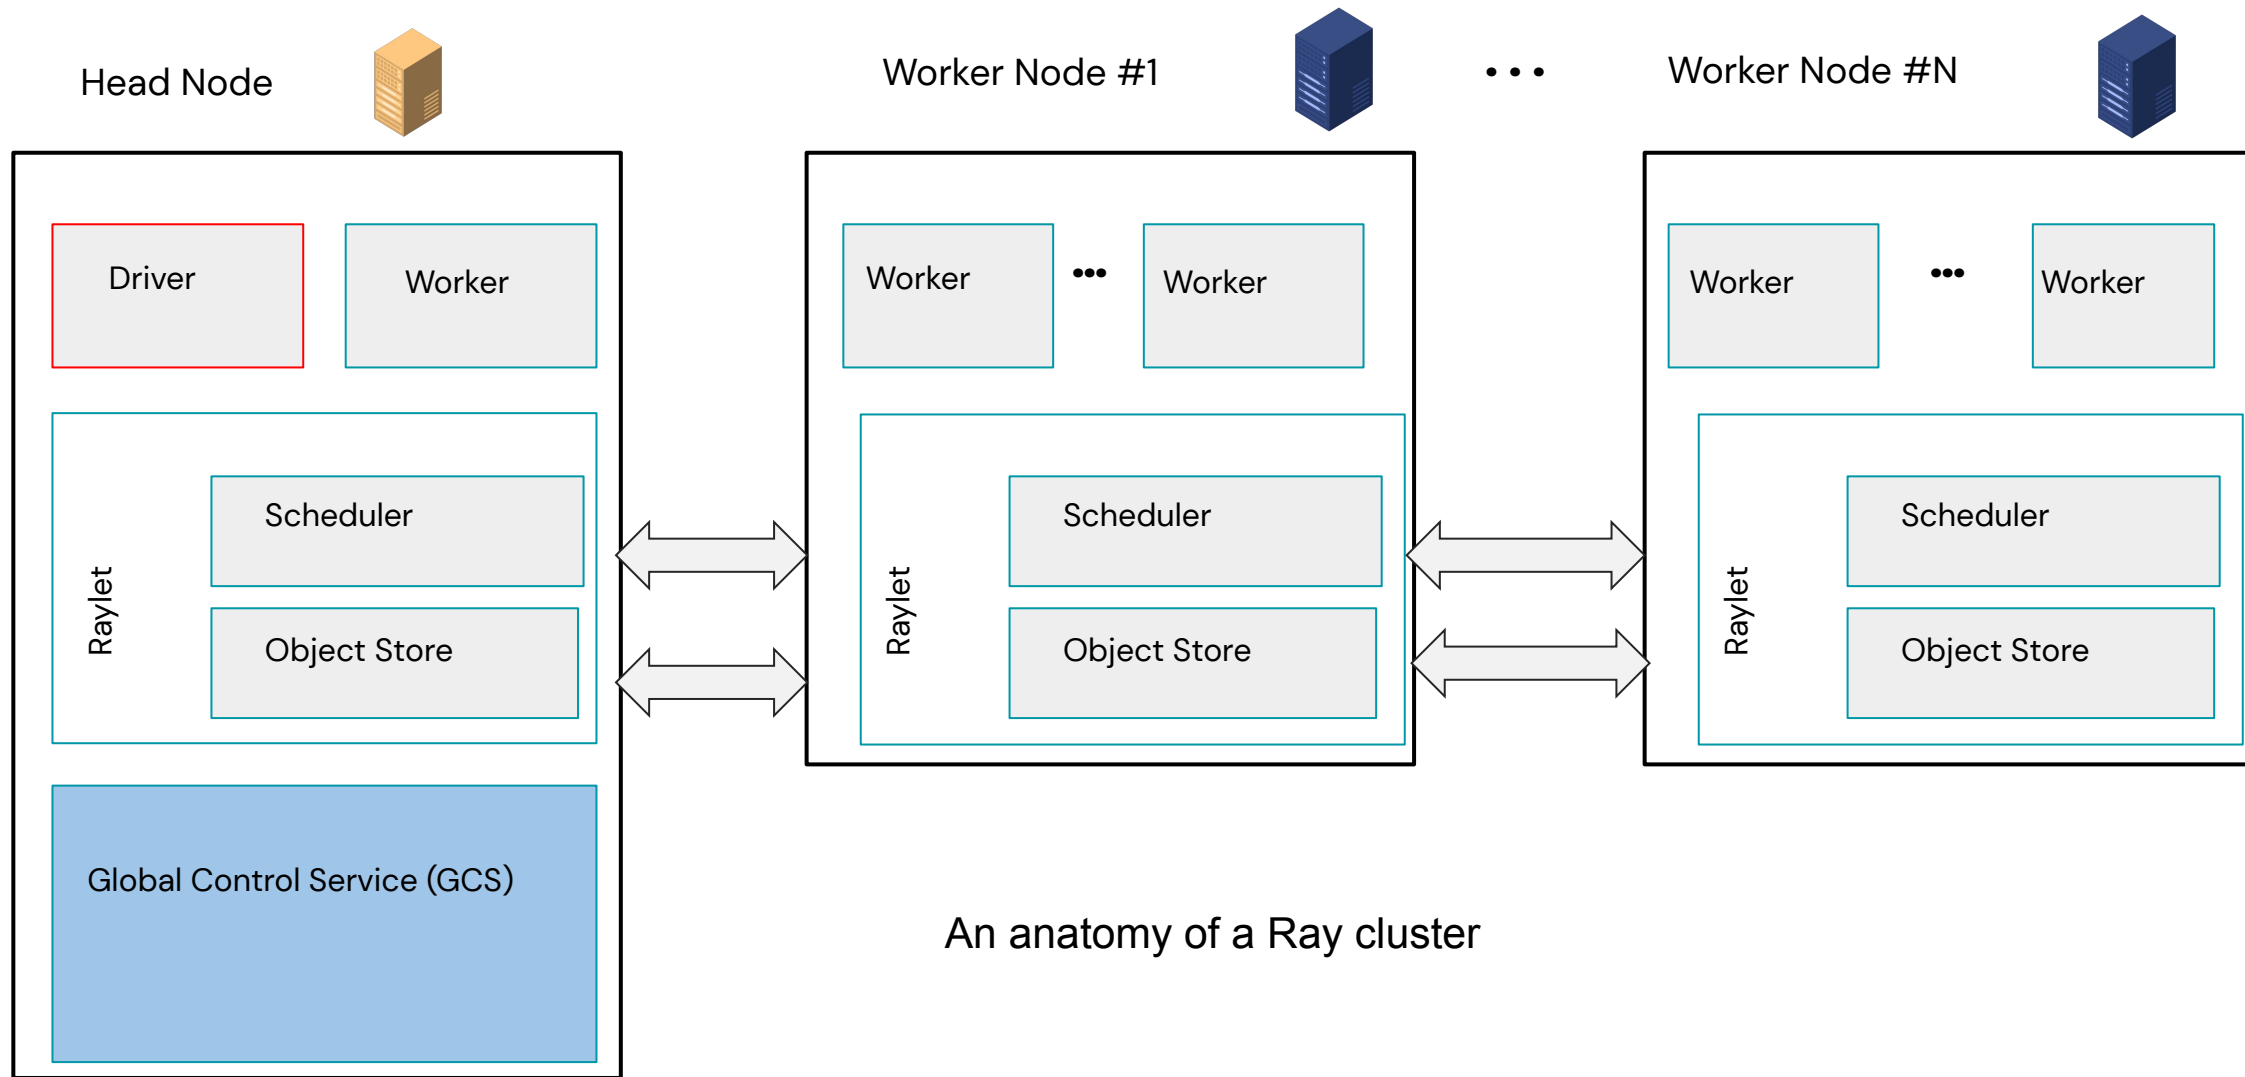 Head Node
Worker Node #1
...
Worker Node #N
Driver
Worker
Raylet
Scheduler
Object Store
Global Control Service (GCS)
Worker
...
Worker
Raylet
Scheduler
Object Store
Worker
...
Worker
Raylet
Scheduler
Object Store
An anatomy of a Ray cluster